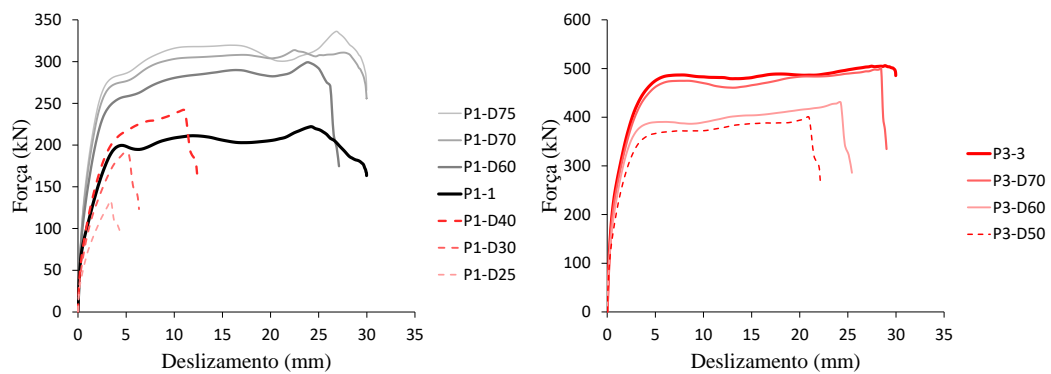 350
300
250
200
150
100
50
0
Força (kN)
0 5 10 15 20 25 30 35
Deslizamento (mm)
P1-D75
P1-D70
P1-D60
P1-1
P1-D40
P1-D30
P1-D25
600
500
400
300
200
100
0
Força (kN)
0 5 10 15 20 25 30 35
Deslizamento (mm)
P3-3
P3-D70
P3-D60
P3-D50